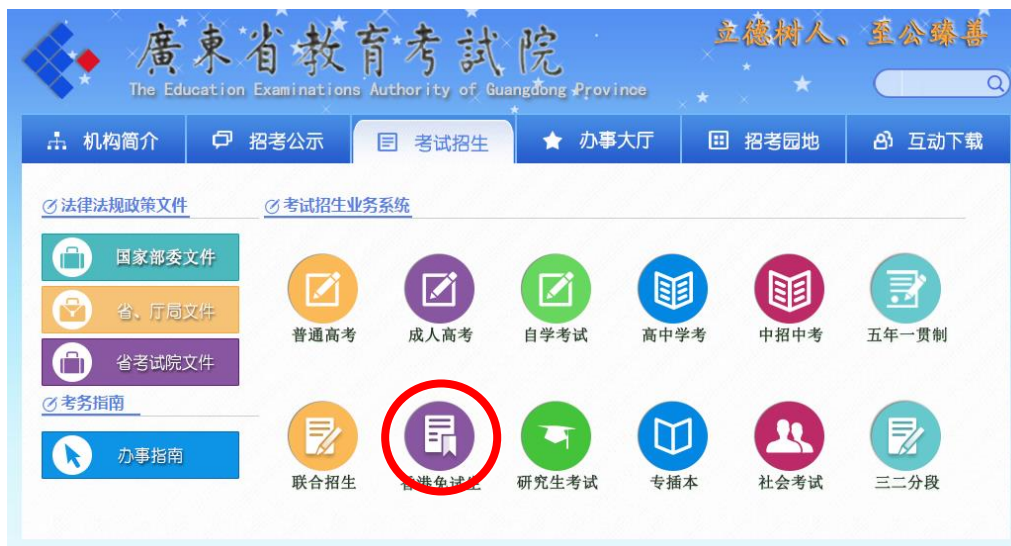 廣東省教育考試院
立德树人、至公臻善
The Education Examinations Authority of Guangdong Province
机构简介 招考公示 考试招生 办事大厅 招考园地 互动下载
法律法规政策文件
国家部委文件
省、厅局文件
省考试院文件
考务指南
办事指南
考试招生业务系统
普通高考 成人高考 自学考试 高中学考 中招中考 五年一贯制
联合招生 香港免试生 研究生考试 专插本 社会考试 三二分段